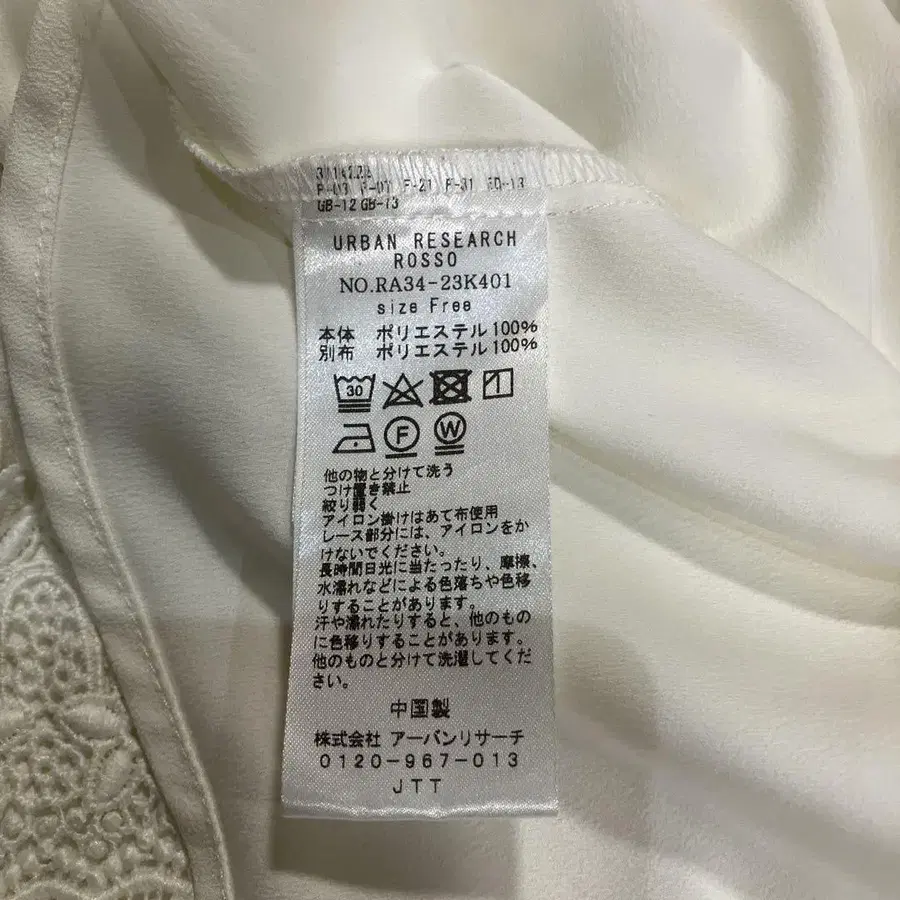 GB-12 GB-13
URBAN RESEARCH
ROSSO
NO.RA34-23K401
size Free
本体 ポリエステル100%
別布 ポリエステル100%
30
F W
他の物と分けて洗う
つけ置き禁止
絞り弱く
アイロン掛けはあて布使用
レース部分には、アイロンをか
けないでください。
長時間日光に当たったり、摩擦、
水濡れなどによる色落ちや色移
りすることがあります。
汗や濡れたりすると、他のもの
に色移りすることがあります。
他のものと分けて洗濯してくだ
さい。
中国製
株式会社 アーバンリサーチ
0120-967-013
JTT